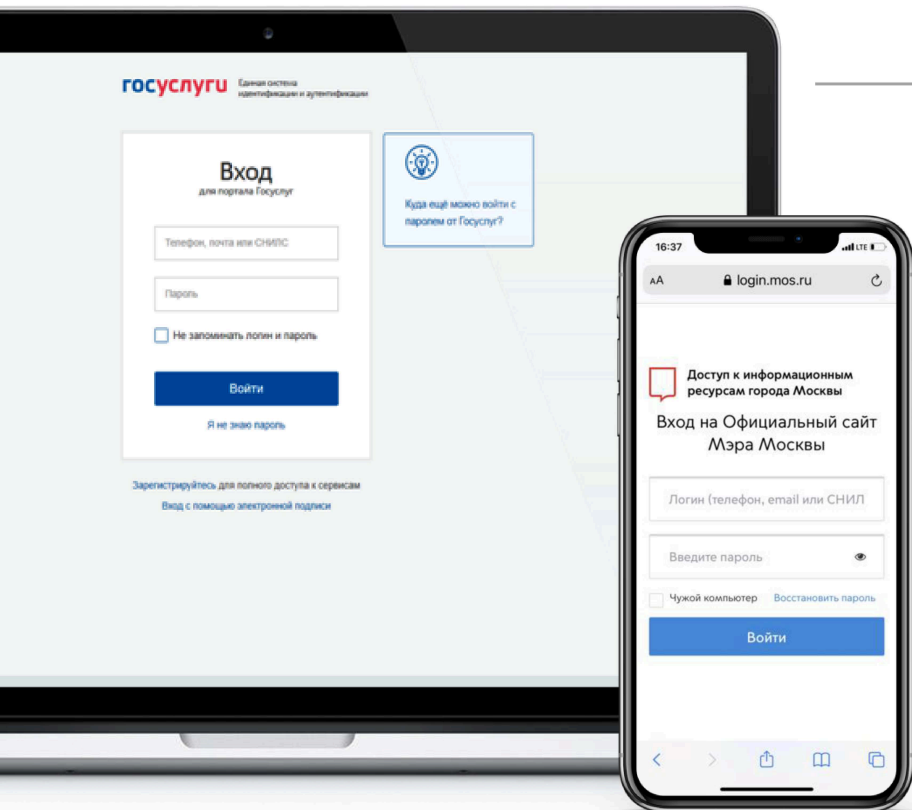 госуслуги
Единая система
идентификации и аутентификации
Вход
для портала Госуслуг
Телефон, почта или СНИЛС
Пароль
Не запоминать логин и пароль
Войти
Я не знаю пароль
Зарегистрируйтесь для полного доступа к сервисам
Вход с помощью электронной подписи
Куда ещё можно войти с
паролем от Госуслуг?
16:37
LTE
AA
login.mos.ru
Доступ к информационным
ресурсам города Москвы
Вход на Официальный сайт
Мэра Москвы
Логин (телефон, email или СНИЛ
Введите пароль
Чужой компьютер Восстановить пароль
Войти